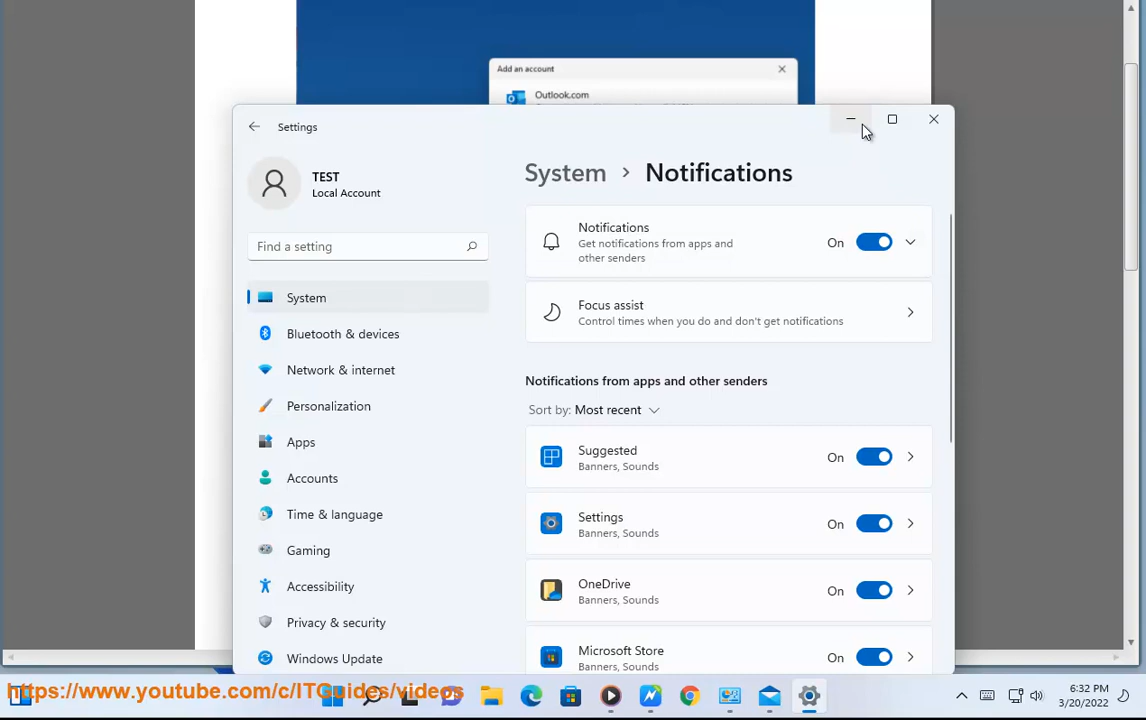 Add an account
Outlook.com
Settings
TEST
Local Account
Find a setting
System
Bluetooth & devices
Network & internet
Personalization
Apps
Accounts
Time & language
Gaming
Accessibility
Privacy & security
Windows Update
System > Notifications
Notifications
Get notifications from apps and
other senders
On
Focus assist
Control times when you do and don't get notifications
Notifications from apps and other senders
Sort by: Most recent
Suggested
Banners, Sounds
On
Settings
Banners, Sounds
On
OneDrive
Banners, Sounds
On
Microsoft Store
Banners, Sounds
On
https://www.youtube.com/c/ITGuides/videos
6:32 PM
3/20/2022